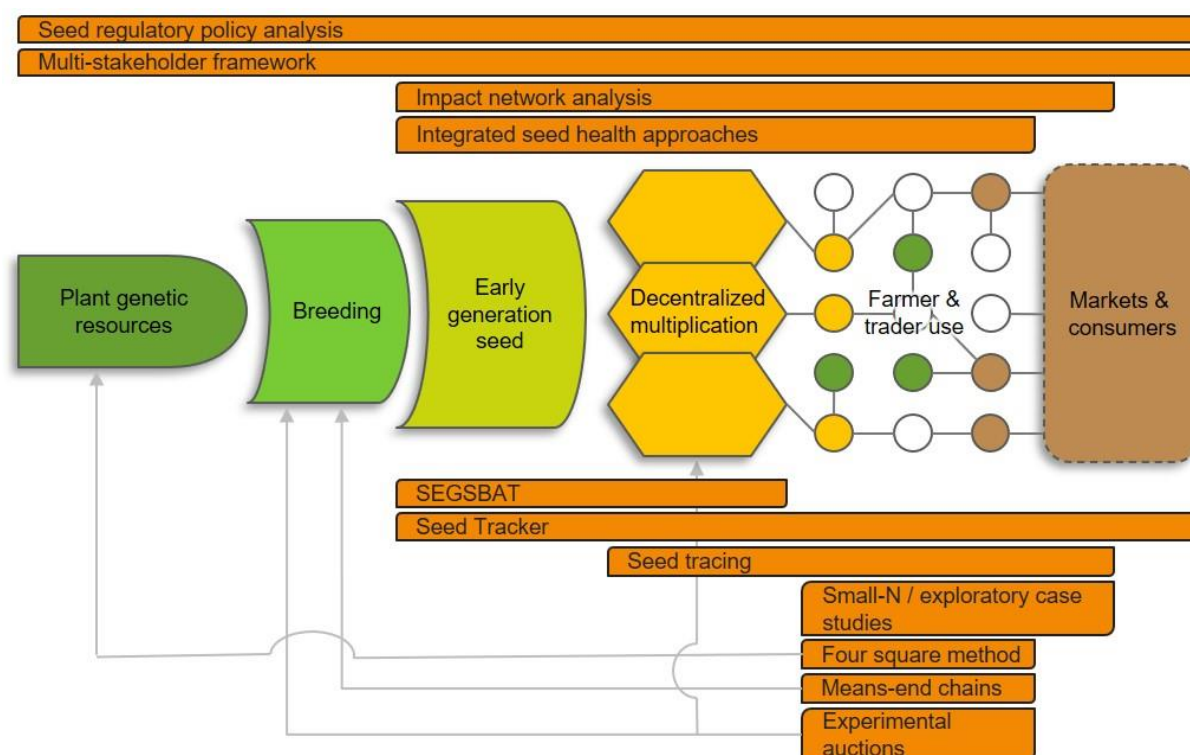 Seed regulatory policy analysis
Multi-stakeholder framework
Impact network analysis
Integrated seed health approaches
Plant genetic
resources
Breeding
Early
generation
seed
Decentralized
multiplication
Farmer &
trader use
Markets &
consumers
SEGSBAT
Seed Tracker
Seed tracing
Small-N / exploratory case
studies
Four square method
Means-end chains
Experimental
auctions